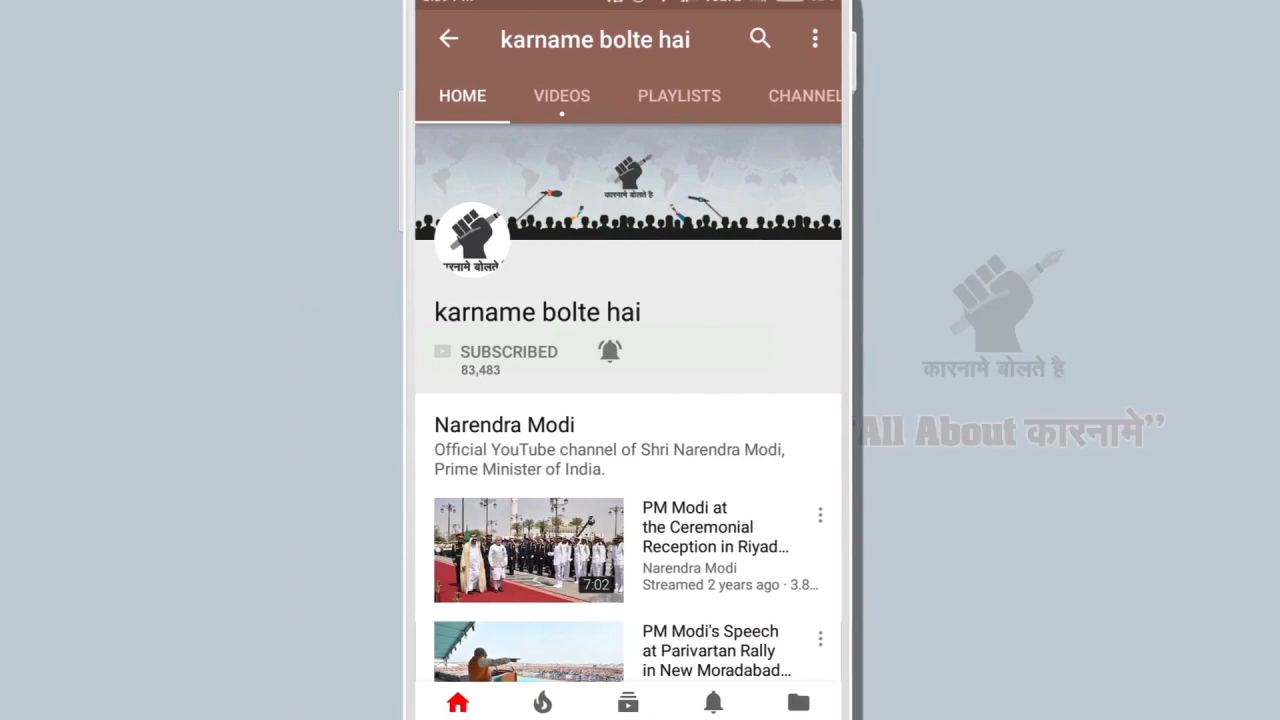 karname bolte hai
HOME VIDEOS PLAYLISTS CHANNEL
कारनामे बोलते है
karname bolte hai
SUBSCRIBED
83,483
Narendra Modi
Official YouTube channel of Shri Narendra Modi,
Prime Minister of India.
PM Modi at
the Ceremonial
Reception in Riyad…
Narendra Modi
Streamed 2 years ago · 3.8…
7:02
PM Modi's Speech
at Parivartan Rally
in New Moradabad…
कारनामे बोलते है
All About कारनामे”